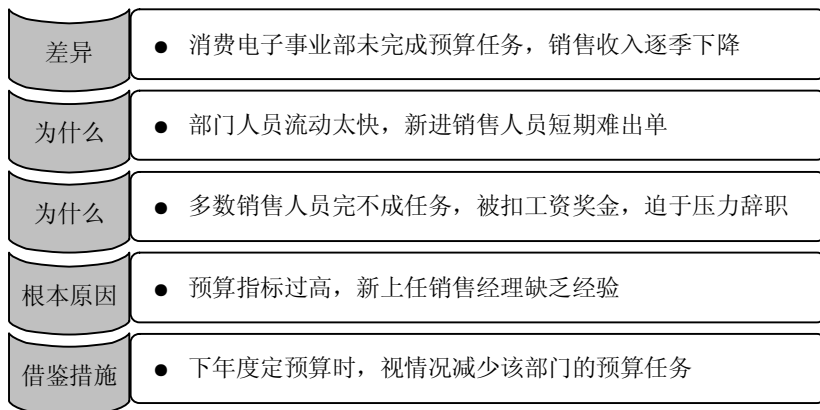 差异
● 消费电子事业部未完成预算任务，销售收入逐季下降
为什么
● 部门人员流动太快，新进销售人员短期难出单
为什么
● 多数销售人员完不成任务，被扣工资奖金，迫于压力辞职
根本原因
● 预算指标过高，新上任销售经理缺乏经验
借鉴措施
● 下年度定预算时，视情况减少该部门的预算任务